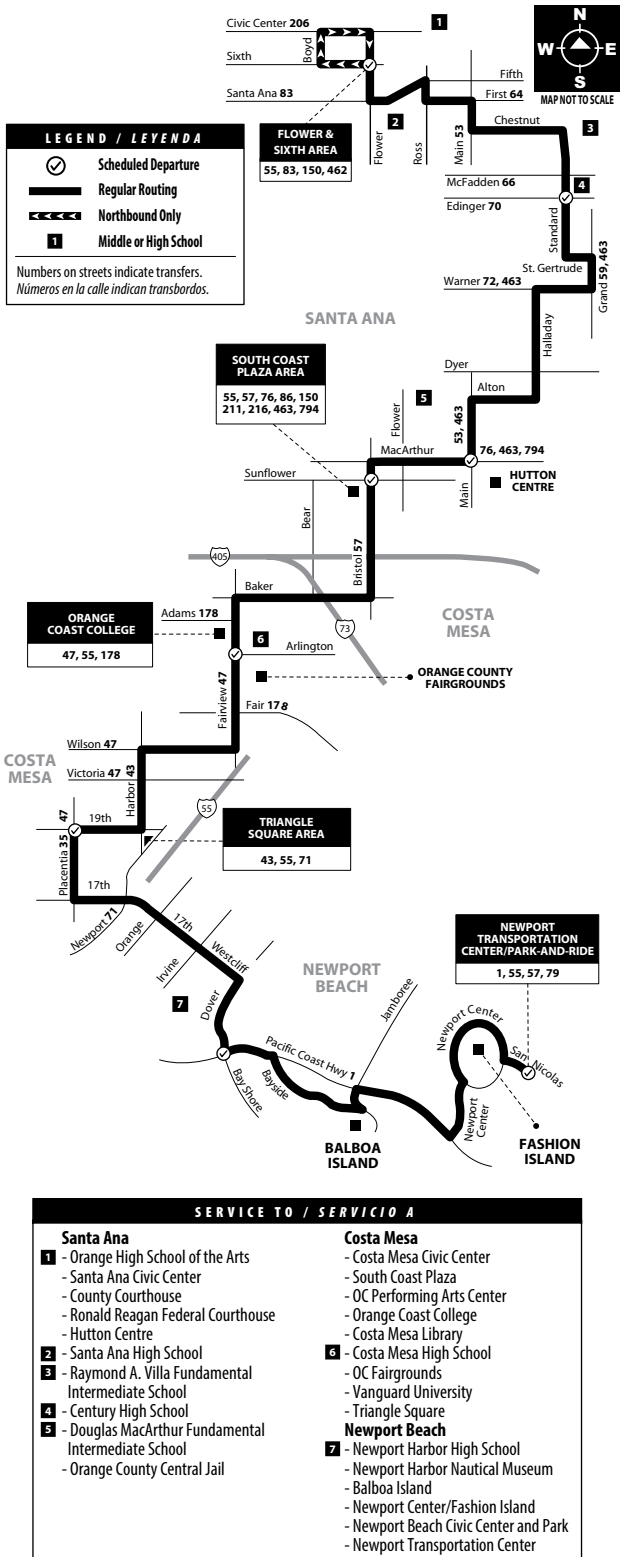 Civic Center 206
1
N
W E
S
MAP NOT TO SCALE
Boyd
Sixth
Fifth
Santa Ana 83
First 64
2
Chestnut
3
FLOWER &
SIXTH AREA
55, 83, 150, 462
Flower
Ross
Main 53
LEGEND / LEYENDA
Scheduled Departure
Regular Routing
Northbound Only
1 Middle or High School
Numbers on streets indicate transfers.
Números en la calle indican transbordos.
McFadden 66
4
Edinger 70
Standard
St. Gertrude
Grand 59, 463
Warner 72, 463
SANTA ANA
Halladay
SOUTH COAST
PLAZA AREA
55, 57, 76, 86, 150
211, 216, 463, 794
Dyer
Alton
5
Flower
53, 463
MacArthur
76, 463, 794
Sunflower
Main
HUTTON
CENTRE
Bear
Bristol 57
405
Baker
COSTA
MESA
Adams 178
73
ORANGE
COAST COLLEGE
47, 55, 178
6
Arlington
ORANGE COUNTY
FAIRGROUNDS
Fairview 47
Fair 178
COSTA
MESA
Wilson 47
Victoria 47
Harbor 43
55
47
19th
Placentia 35
TRIANGLE
SQUARE AREA
43, 55, 71
17th
Newport 71
Orange
17th
Irvine
Westcliff
NEWPORT
BEACH
NEWPORT
TRANSPORTATION
CENTER/PARK-AND-RIDE
1, 55, 57, 79
7
Dover
Jamboree
Newport Center
San Nicolas
Pacific Coast Hwy 1
Bay Shore
Bayside
Newport
Center
BALBOA
ISLAND
FASHION
ISLAND
SERVICE TO / SERVICIO A
Santa Ana
1 - Orange High School of the Arts
- Santa Ana Civic Center
- County Courthouse
- Ronald Reagan Federal Courthouse
- Hutton Centre
2 - Santa Ana High School
3 - Raymond A. Villa Fundamental
Intermediate School
4 - Century High School
5 - Douglas MacArthur Fundamental
Intermediate School
- Orange County Central Jail
Costa Mesa
- Costa Mesa Civic Center
- South Coast Plaza
- OC Performing Arts Center
- Orange Coast College
- Costa Mesa Library
6 - Costa Mesa High School
- OC Fairgrounds
- Vanguard University
- Triangle Square
Newport Beach
7 - Newport Harbor High School
- Newport Harbor Nautical Museum
- Balboa Island
- Newport Center/Fashion Island
- Newport Beach Civic Center and Park
- Newport Transportation Center